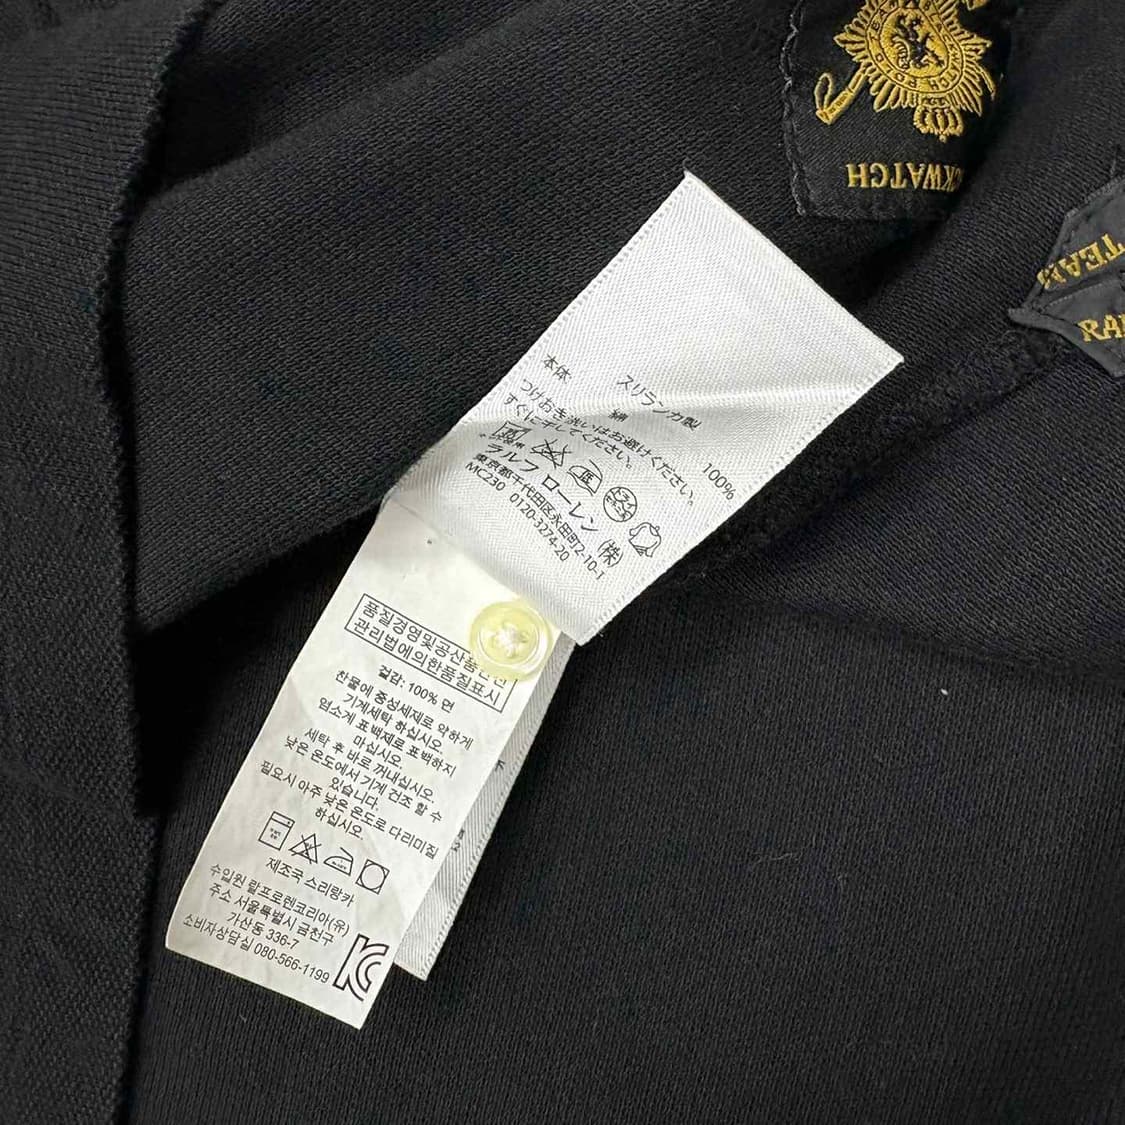 CKWATCH
TEAM
RA
本体 スリランカ製
綿 100%
つけおき洗いはお避けください。
すぐに干してください。
ラルフ ローレン (株)
東京都千代田区永田町2-10-1
MC230 0120-3274-20
품질경영및공산품안전
관리법에의한품질표시
겉감: 100% 면
찬물에 중성세제로 약하게
기계세탁 하십시오.
염소계 표백제로 표백하지
마십시오.
세탁 후 바로 꺼내십시오.
낮은 온도에서 기계 건조 할 수
있습니다.
필요시 아주 낮은 온도로 다리미질
하십시오.
제조국 스리랑카
수입원 랄프로렌코리아(유)
주소 서울특별시 금천구
가산동 336-7
소비자상담실 080-566-1199